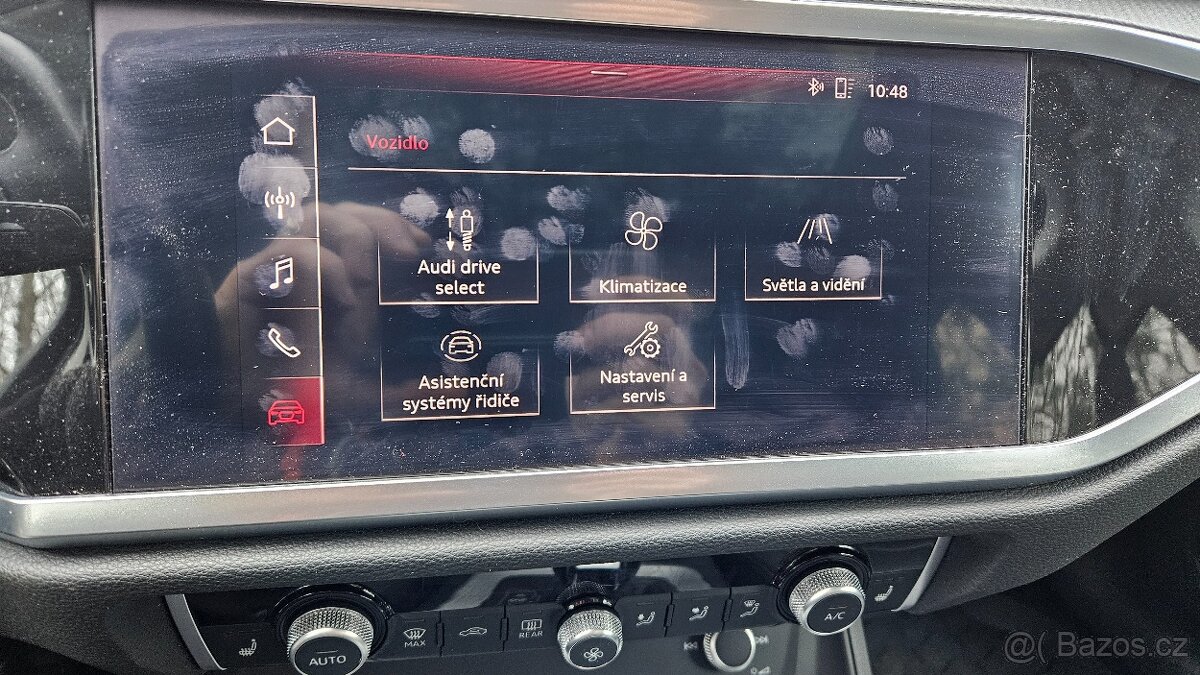 10:48
Vozidlo
Audi drive
select
Klimatizace
Světla a vidění
Asistenční
systémy řidiče
Nastavení a
servis
AUTO
MAX
REAR
A/C
Bazos.cz